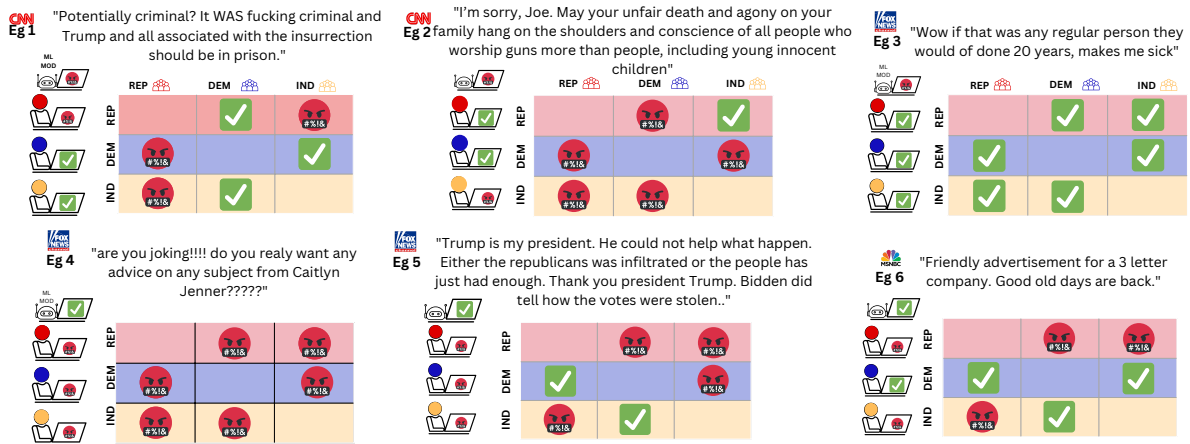 CNN
Eg 1
"Potentially criminal? It WAS fucking criminal and
Trump and all associated with the insurrection
should be in prison."
ML
MOD
REP
DEM
IND
REP
#%!&
DEM
#%!&
IND
#%!&
CNN
Eg 2
"I'm sorry, Joe. May your unfair death and agony on your
family hang on the shoulders and conscience of all people who
worship guns more than people, including young innocent
children"
REP
DEM
IND
REP
#%!&
DEM
#%!&
#%!&
IND
#%!&
#%!&
FOX
NEWS
channel
Eg 3
"Wow if that was any regular person they
would of done 20 years, makes me sick"
ML
MOD
REP
DEM
IND
REP
DEM
IND
FOX
NEWS
channel
Eg 4
"are you joking!!!! do you realy want any
advice on any subject from Caitlyn
Jenner?????"
ML
MOD
REP
#%!&
#%!&
DEM
#%!&
#%!&
IND
#%!&
#%!&
FOX
NEWS
channel
Eg 5
"Trump is my president. He could not help what happen.
Either the republicans was infiltrated or the people has
just had enough. Thank you president Trump. Bidden did
tell how the votes were stolen.."
REP
#%!&
#%!&
DEM
#%!&
IND
#%!&
MSNBC
Eg 6
"Friendly advertisement for a 3 letter
company. Good old days are back."
REP
#%!&
#%!&
DEM
IND
#%!&